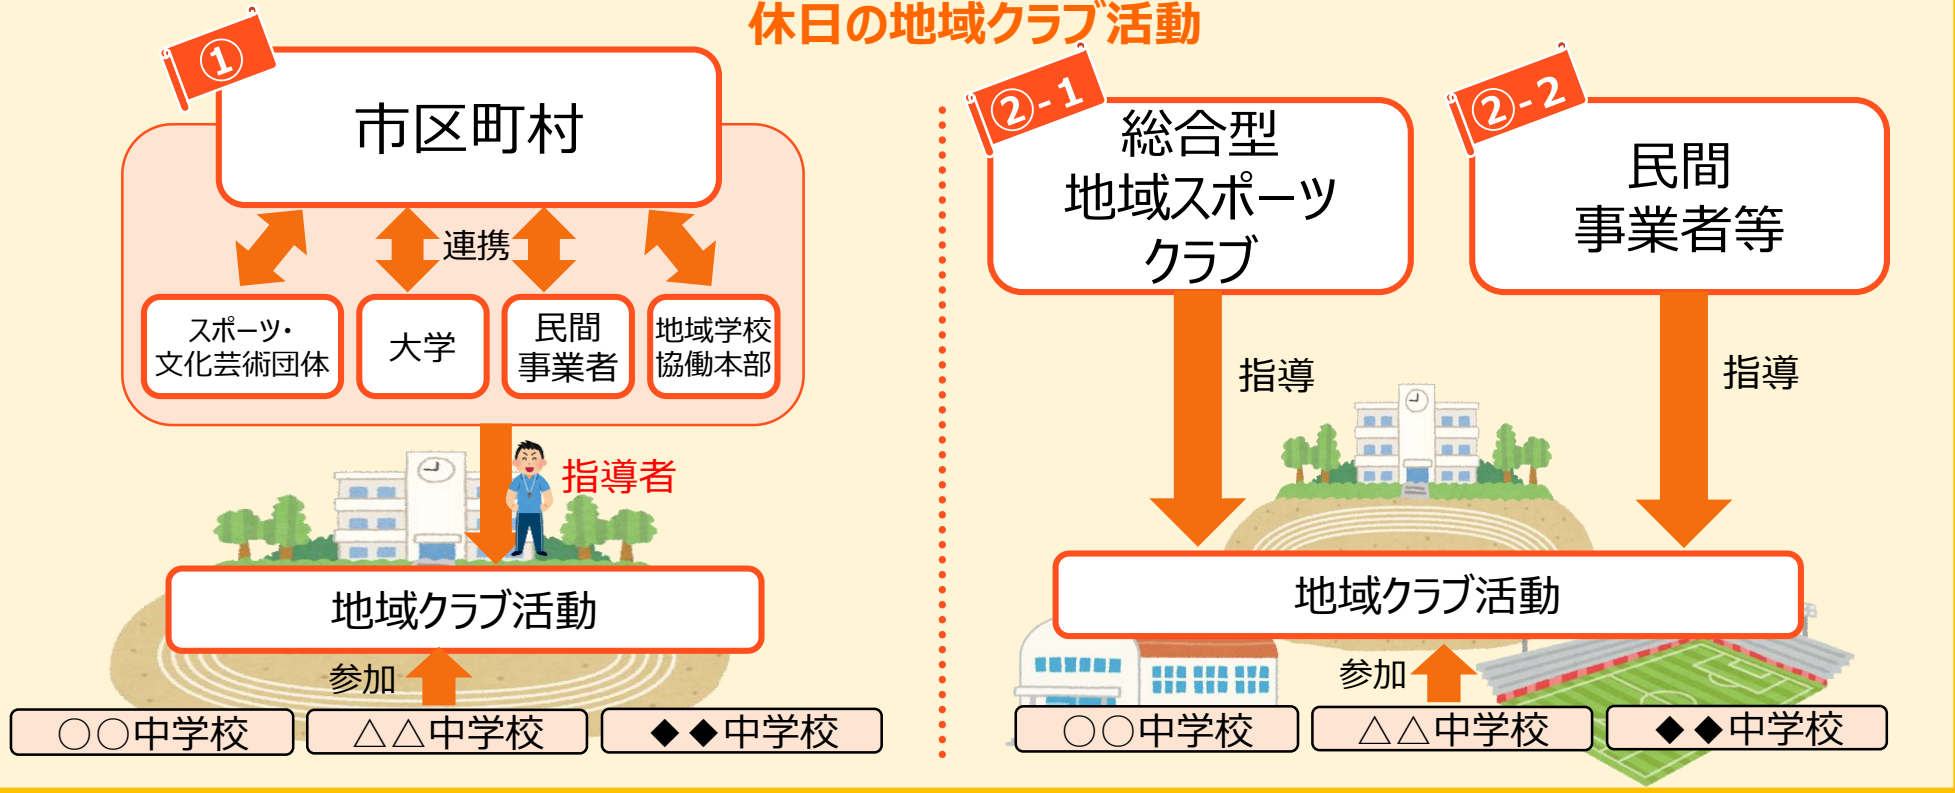 休日の地域クラブ活動
①
市区町村
連携
スポーツ・
文化芸術団体
大学
民間
事業者
地域学校
協働本部
指導者
地域クラブ活動
参加
○○中学校
△△中学校
◆◆中学校
②-1
総合型
地域スポーツ
クラブ
②-2
民間
事業者等
指導
指導
地域クラブ活動
参加
○○中学校
△△中学校
◆◆中学校